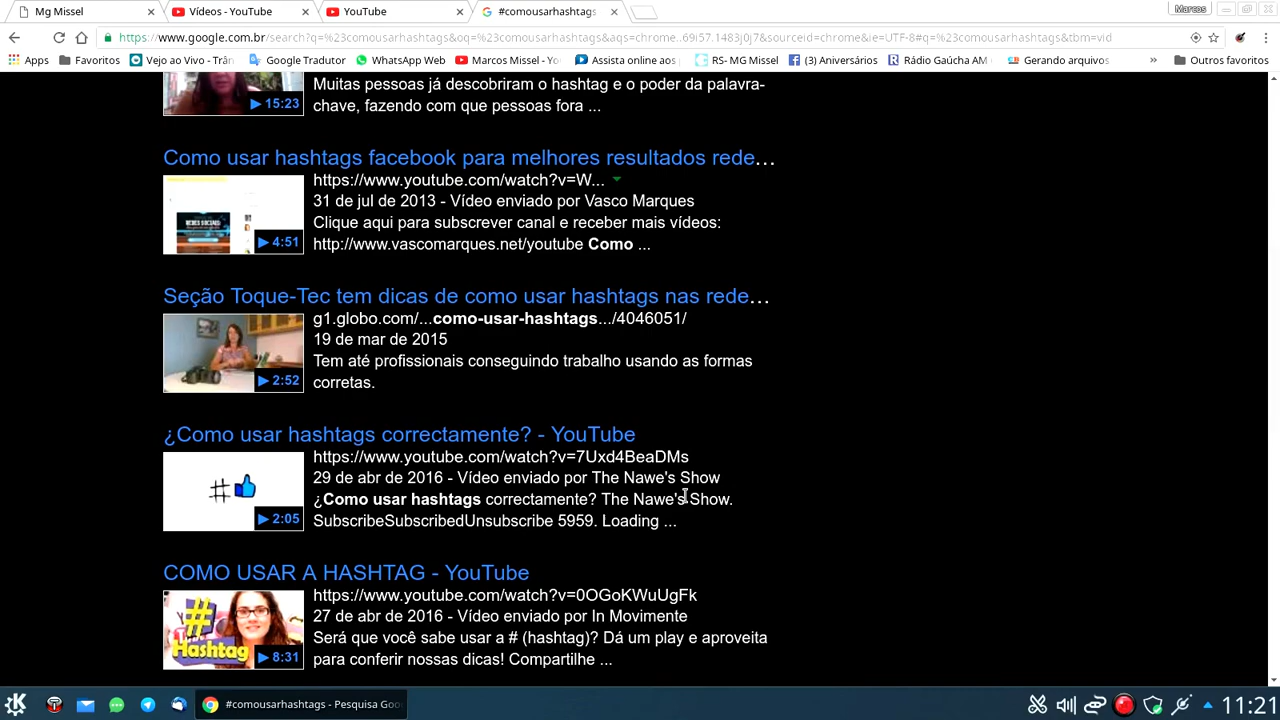 Mg Missel
Vídeos - YouTube
YouTube
#comousarhashtags
Marcos
https://www.google.com.br/search?q=%23comousarhashtags&oq=%23comousarhashtags&aqs=chrome..69i57.1483j0j7&sourceid=chrome&ie=UTF-8#q=%23comousarhashtags&tbm=vid
Apps
Favoritos
Vejo ao Vivo - Trân
Google Tradutor
WhatsApp Web
Marcos Missel - Yo
Assista online aos
RS- MG Missel
(3) Aniversários
Rádio Gaúcha AM
Gerando arquivos
»
Outros favoritos
15:23
Muitas pessoas já descobriram o hashtag e o poder da palavra-
chave, fazendo com que pessoas fora ...
Como usar hashtags facebook para melhores resultados rede...
https://www.youtube.com/watch?v=W...
31 de jul de 2013 - Vídeo enviado por Vasco Marques
Clique aqui para subscrever canal e receber mais vídeos:
4:51
http://www.vascomarques.net/youtube Como ...
Seção Toque-Tec tem dicas de como usar hashtags nas rede...
g1.globo.com/...como-usar-hashtags.../4046051/
19 de mar de 2015
Tem até profissionais conseguindo trabalho usando as formas
2:52
corretas.
¿Como usar hashtags correctamente? - YouTube
https://www.youtube.com/watch?v=7Uxd4BeaDMs
29 de abr de 2016 - Vídeo enviado por The Nawe's Show
#
¿Como usar hashtags correctamente? The Nawe's Show.
2:05
SubscribeSubscribedUnsubscribe 5959. Loading ...
COMO USAR A HASHTAG - YouTube
https://www.youtube.com/watch?v=0OGoKWuUgFk
27 de abr de 2016 - Vídeo enviado por In Movimente
#
Será que você sabe usar a # (hashtag)? Dá um play e aproveita
Hashtag
8:31
para conferir nossas dicas! Compartilhe ...
#comousarhashtags - Pesquisa Goo
11:21